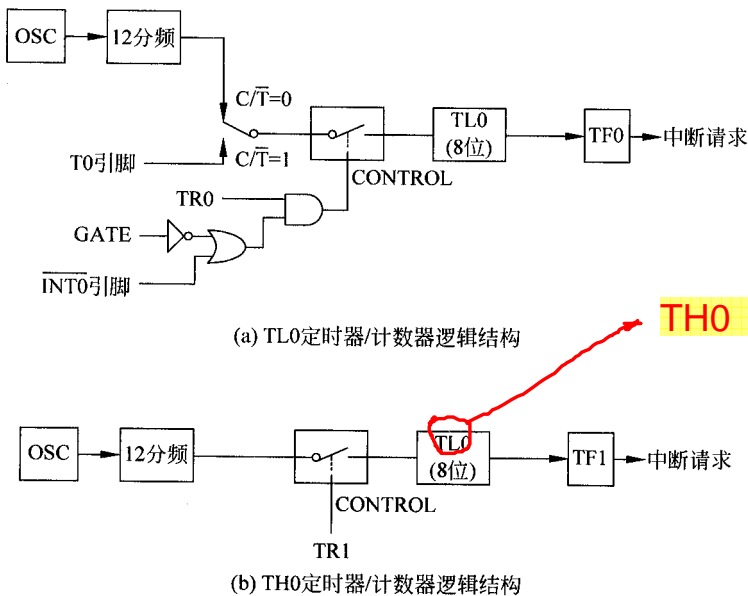 OSC
12分频
C/T̅=0
T0引脚
C/T̅=1
TL0
(8位)
TF0
中断请求
CONTROL
TR0
GATE
I̅N̅T̅0̅引脚
(a) TL0定时器/计数器逻辑结构
TH0
OSC
12分频
TL0
(8位)
TF1
中断请求
CONTROL
TR1
(b) TH0定时器/计数器逻辑结构